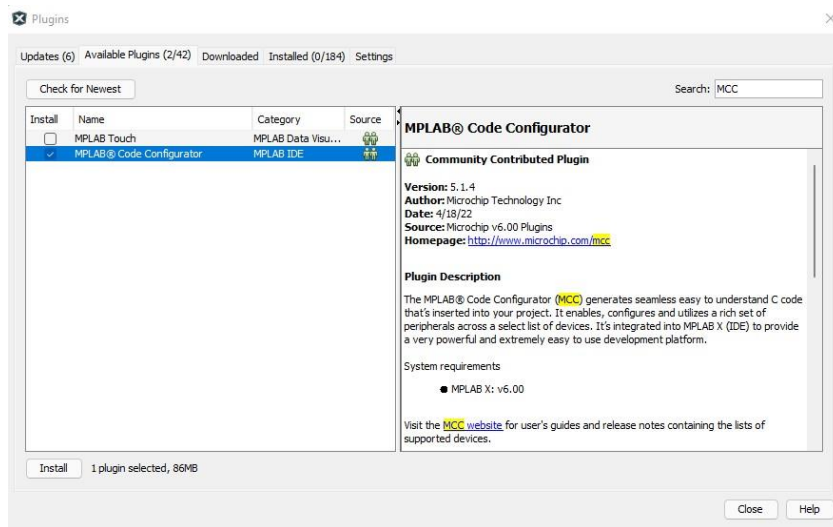 Plugins
Updates (6) Available Plugins (2/42) Downloaded Installed (0/184) Settings
Check for Newest
Search: MCC
Install Name Category Source
MPLAB Touch MPLAB Data Visu...
MPLAB® Code Configurator MPLAB IDE
MPLAB® Code Configurator
Community Contributed Plugin
Version: 5.1.4
Author: Microchip Technology Inc
Date: 4/18/22
Source: Microchip v6.00 Plugins
Homepage: http://www.microchip.com/mcc
Plugin Description
The MPLAB® Code Configurator (MCC) generates seamless easy to understand C code
that's inserted into your project. It enables, configures and utilizes a rich set of
peripherals across a select list of devices. It's integrated into MPLAB X (IDE) to provide
a very powerful and extremely easy to use development platform.
System requirements
● MPLAB X: v6.00
Visit the MCC website for user's guides and release notes containing the lists of
supported devices.
Install 1 plugin selected, 86MB
Close Help